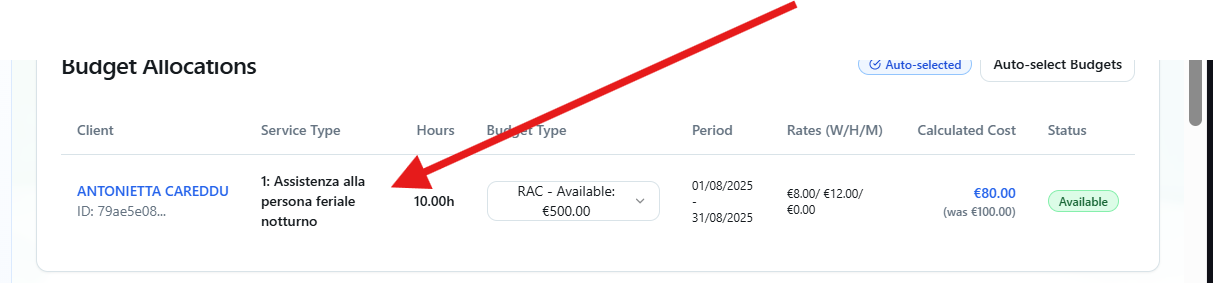 Budget Allocations
Auto-selected
Auto-select Budgets
Client
Service Type
Hours
Budget Type
Period
Rates (W/H/M)
Calculated Cost
Status
ANTONIETTA CAREDDU
ID: 79ae5e08...
1: Assistenza alla
persona feriale
notturno
10.00h
RAC - Available:
€500.00
01/08/2025
-
31/08/2025
€8.00/ €12.00/
€0.00
€80.00
(was €100.00)
Available